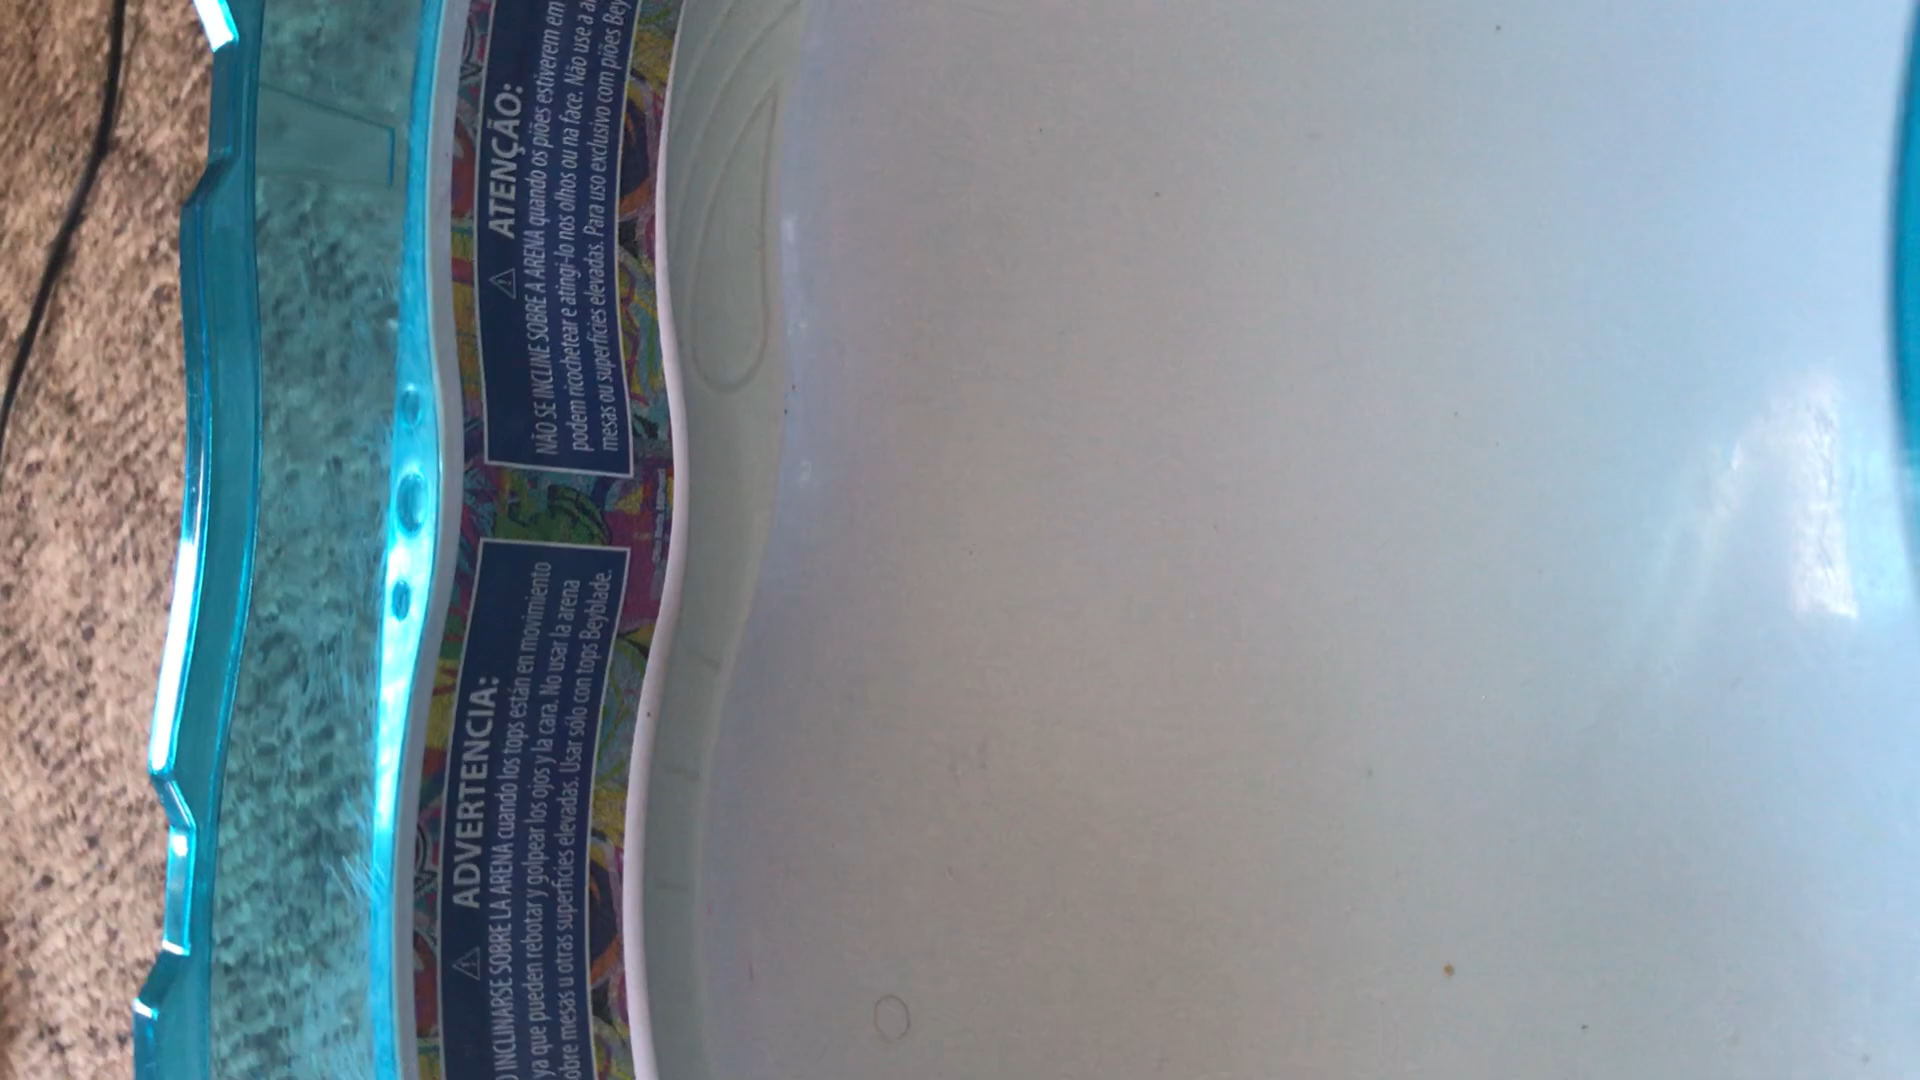 ATENÇÃO:
NÃO SE INCLINE SOBRE A ARENA quando os piões estiverem em
podem ricochetear e atingi-lo nos olhos ou na face. Não use a
mesas ou superfícies elevadas. Para uso exclusivo com piões
ADVERTENCIA:
INCLINARSE SOBRE LA ARENA cuando los tops están en movimiento
ya que pueden rebotar y golpear los ojos y la cara. No usar la arena
sobre mesas u otras superficies elevadas. Usar sólo con tops Beyblade.